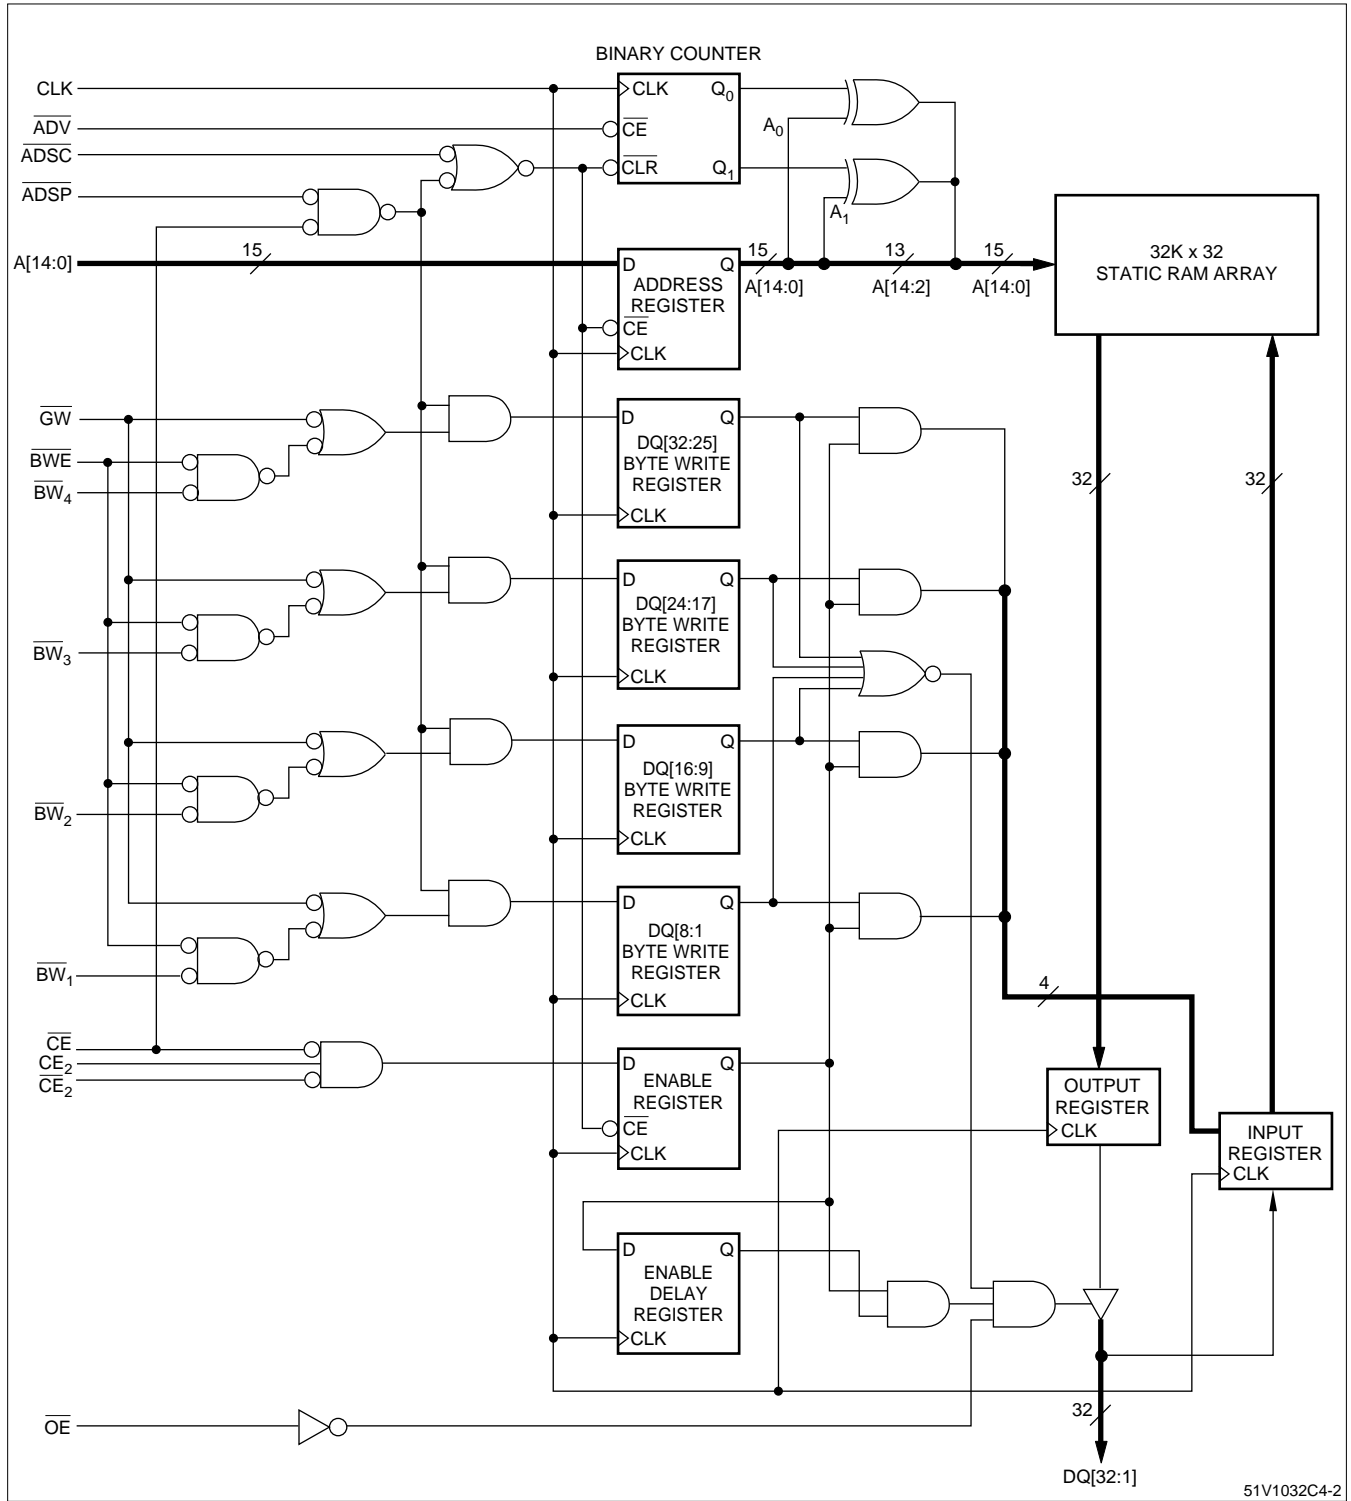 BINARY COUNTER
CLK
CLK
Q0
A0
ADV
CE
ADSC
CLR
Q1
ADSP
A1
A[14:0]
15
D
Q
15
13
15
32K x 32
STATIC RAM ARRAY
ADDRESS
REGISTER
A[14:0]
A[14:2]
A[14:0]
CE
CLK
GW
D
Q
DQ[32:25]
BYTE WRITE
REGISTER
BWE
BW4
CLK
32
32
D
Q
DQ[24:17]
BYTE WRITE
REGISTER
BW3
CLK
D
Q
DQ[16:9]
BYTE WRITE
REGISTER
BW2
CLK
D
Q
DQ[8:1
BYTE WRITE
REGISTER
BW1
CLK
4
CE
CE2
CE2
D
Q
ENABLE
REGISTER
CE
CLK
OUTPUT
REGISTER
CLK
INPUT
REGISTER
CLK
D
Q
ENABLE
DELAY
REGISTER
CLK
OE
32
DQ[32:1]
51V1032C4-2